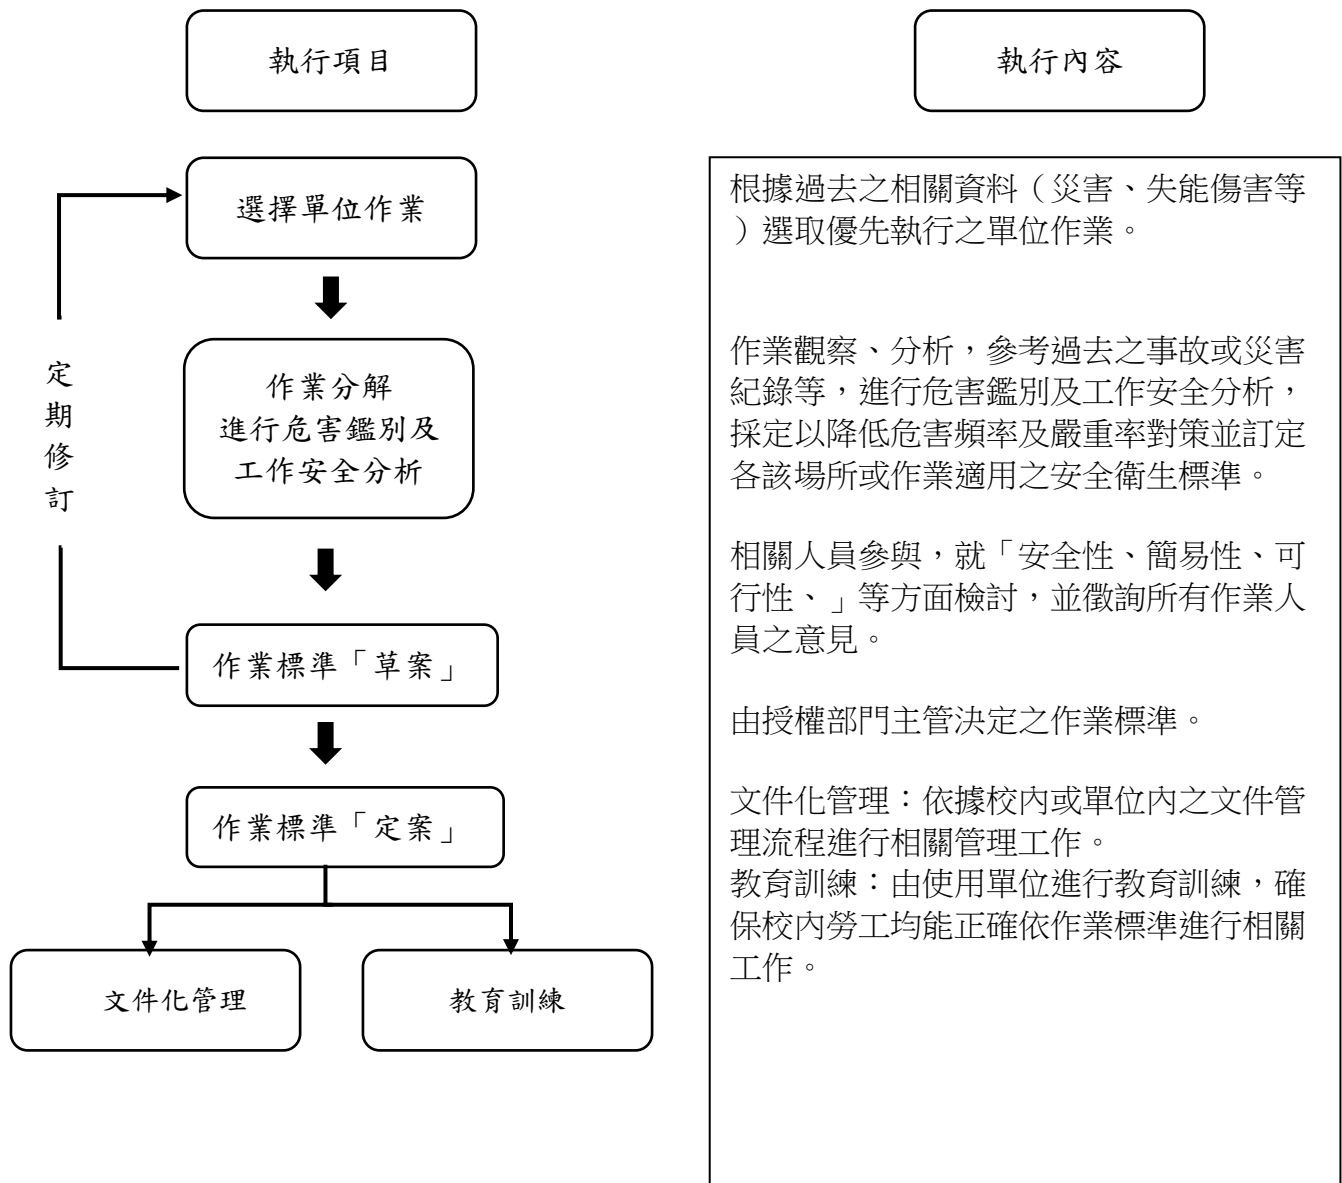 執行項目
執行內容
選擇單位作業
作業分解
進行危害鑑別及
工作安全分析
作業標準「草案」
作業標準「定案」
文件化管理
教育訓練
定
期
修
訂
根據過去之相關資料（災害、失能傷害等
）選取優先執行之單位作業。
作業觀察、分析，參考過去之事故或災害
紀錄等，進行危害鑑別及工作安全分析，
採定以降低危害頻率及嚴重率對策並訂定
各該場所或作業適用之安全衛生標準。
相關人員參與，就「安全性、簡易性、可
行性、」等方面檢討，並徵詢所有作業人
員之意見。
由授權部門主管決定之作業標準。
文件化管理：依據校內或單位內之文件管
理流程進行相關管理工作。
教育訓練：由使用單位進行教育訓練，確
保校內勞工均能正確依作業標準進行相關
工作。